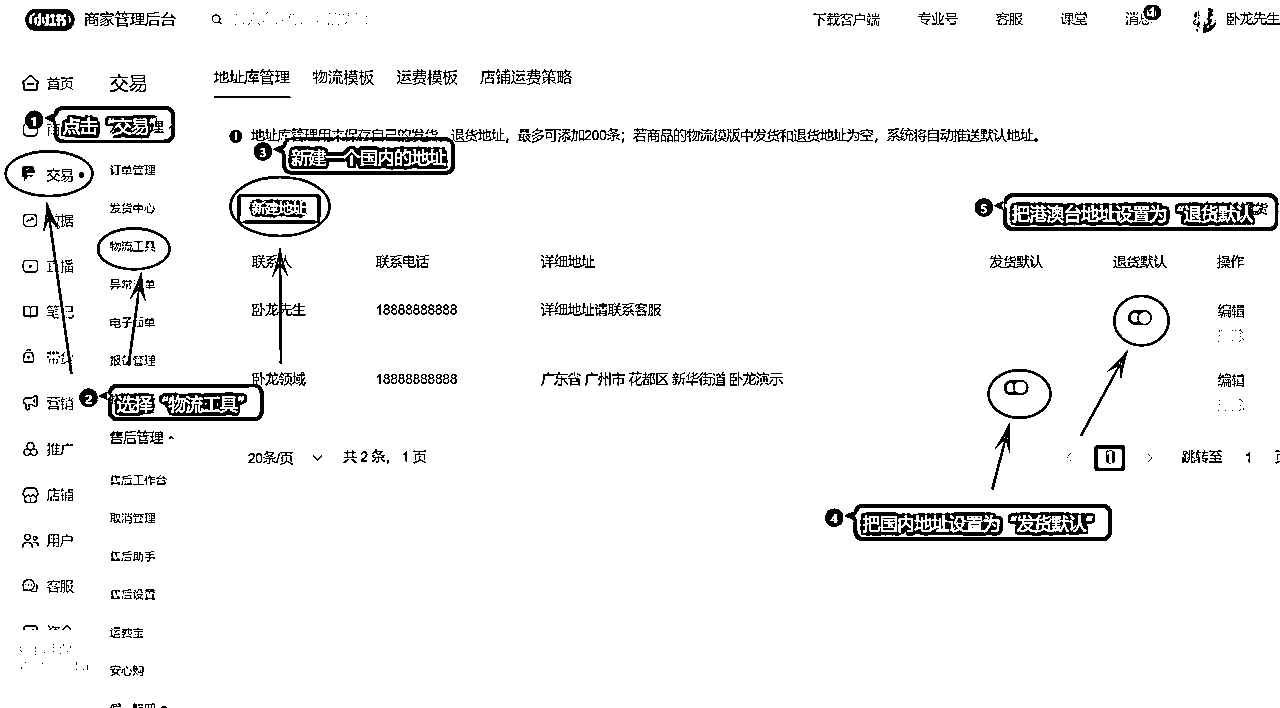 小红书 商家管理后台
下载客户端 专业号 客服 课堂 消息 卧龙先生
首页
交易
数据
直播
笔记
带货
营销
推广
店铺
用户
客服
交易
订单管理
发货中心
物流工具
电子面单
报备管理
售后管理
售后工作台
取消管理
售后助手
售后设置
运费宝
安心购
地址库管理 物流模板 运费模板 店铺运费策略
地址库管理用来保存自己的发货、退货地址，最多可添加200条；若商品的物流模版中发货和退货地址为空，系统将自动推送默认地址。
新建地址
联系人 联系电话 详细地址 发货默认 退货默认 操作
卧龙先生 18888888888 详细地址请联系客服 编辑
卧龙领域 18888888888 广东省 广州市 花都区 新华街道 卧龙演示 编辑
20条/页 共 2 条， 1 页
跳转至 1 页
1 点击“交易”
2 选择“物流工具”
3 新建一个国内的地址
4 把国内地址设置为“发货默认”
5 把港澳台地址设置为“退货默认”